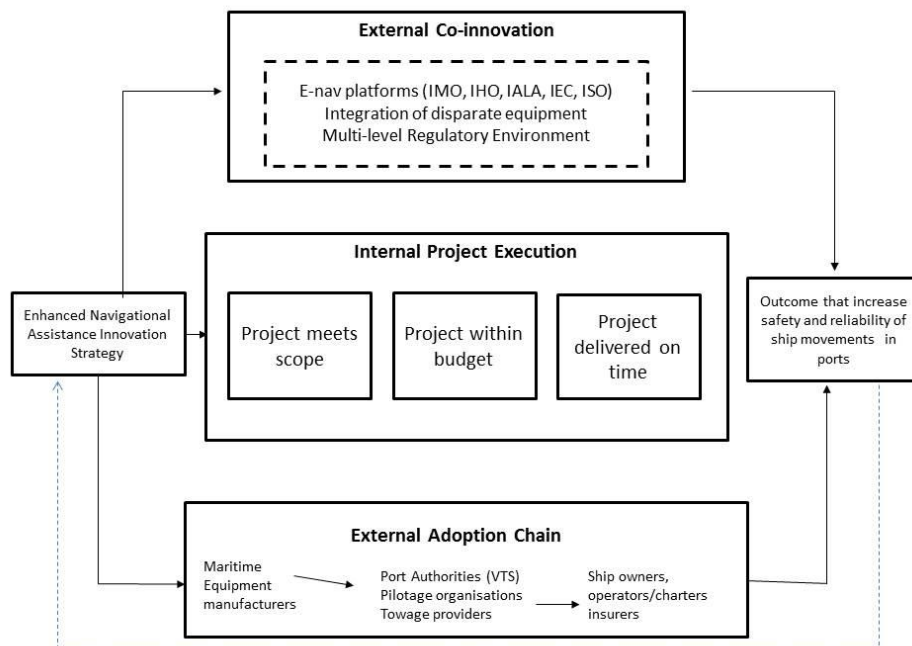 External Co-innovation
E-nav platforms (IMO, IHO, IALA, IEC, ISO)
Integration of disparate equipment
Multi-level Regulatory Environment
Internal Project Execution
Enhanced Navigational
Assistance Innovation
Strategy
Project meets
scope
Project within
budget
Project
delivered on
time
Outcome that increase
safety and reliability of
ship movements in
ports
External Adoption Chain
Maritime
Equipment
manufacturers
Port Authorities (VTS)
Pilotage organisations
Towage providers
Ship owners,
operators/charters
insurers